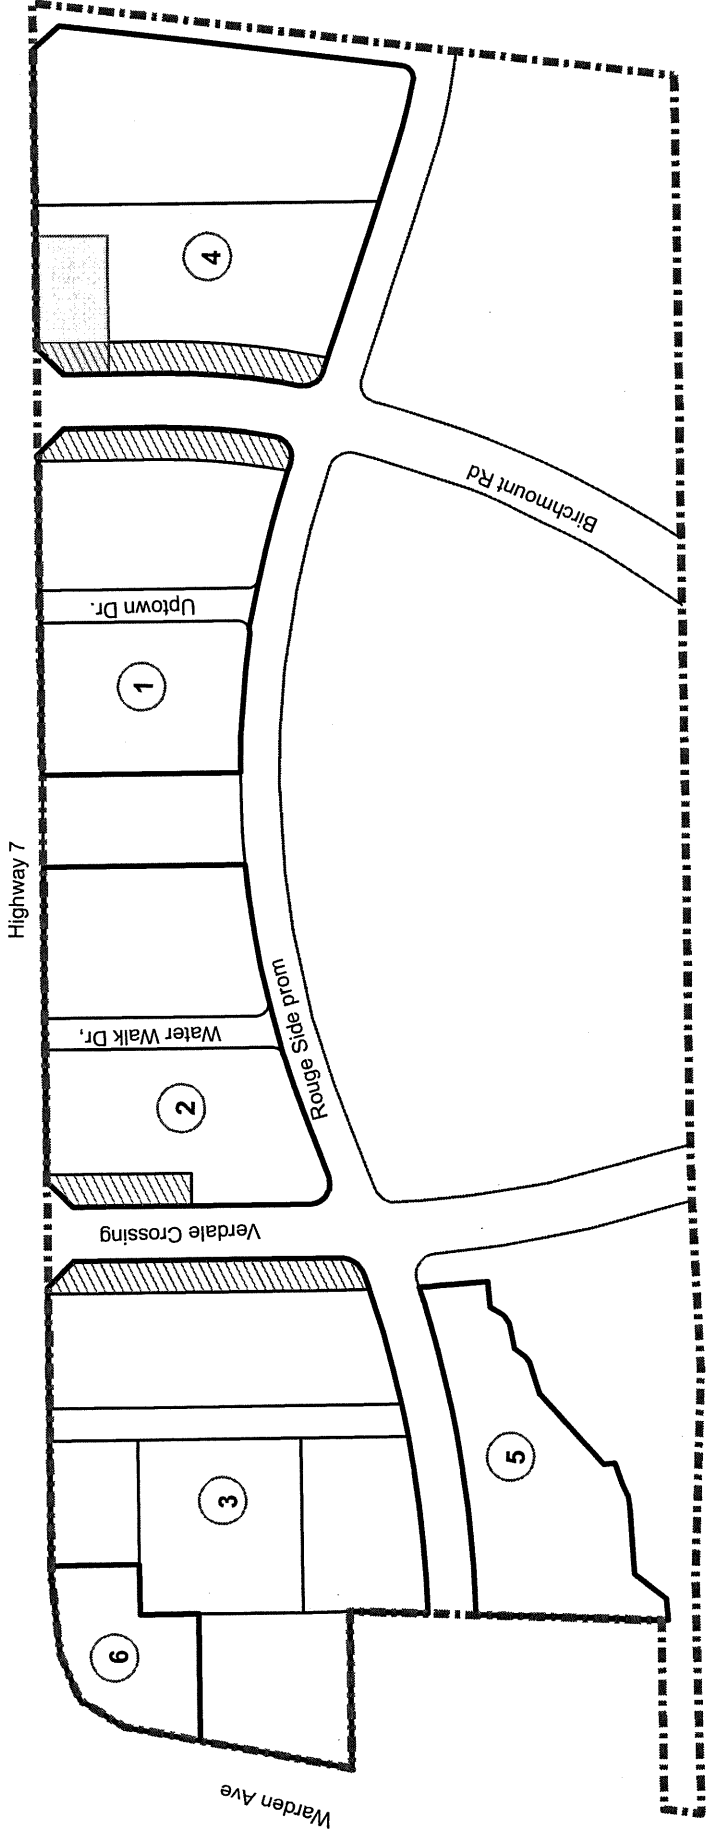 Highway 7
4
Birchmount Rd
Uptown Dr.
1
Water Walk Dr,
Rouge Side prom
2
Verdale Crossing
5
3
6
Warden Ave